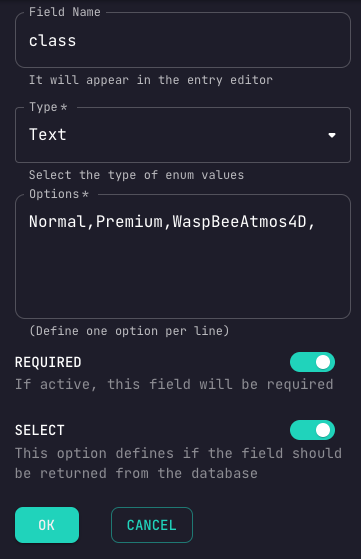 Field Name
class
It will appear in the entry editor
Type*
Text
Select the type of enum values
Options*
Normal,Premium,WaspBeeAtmos4D,
(Define one option per line)
REQUIRED
If active, this field will be required
SELECT
This option defines if the field should
be returned from the database
OK CANCEL